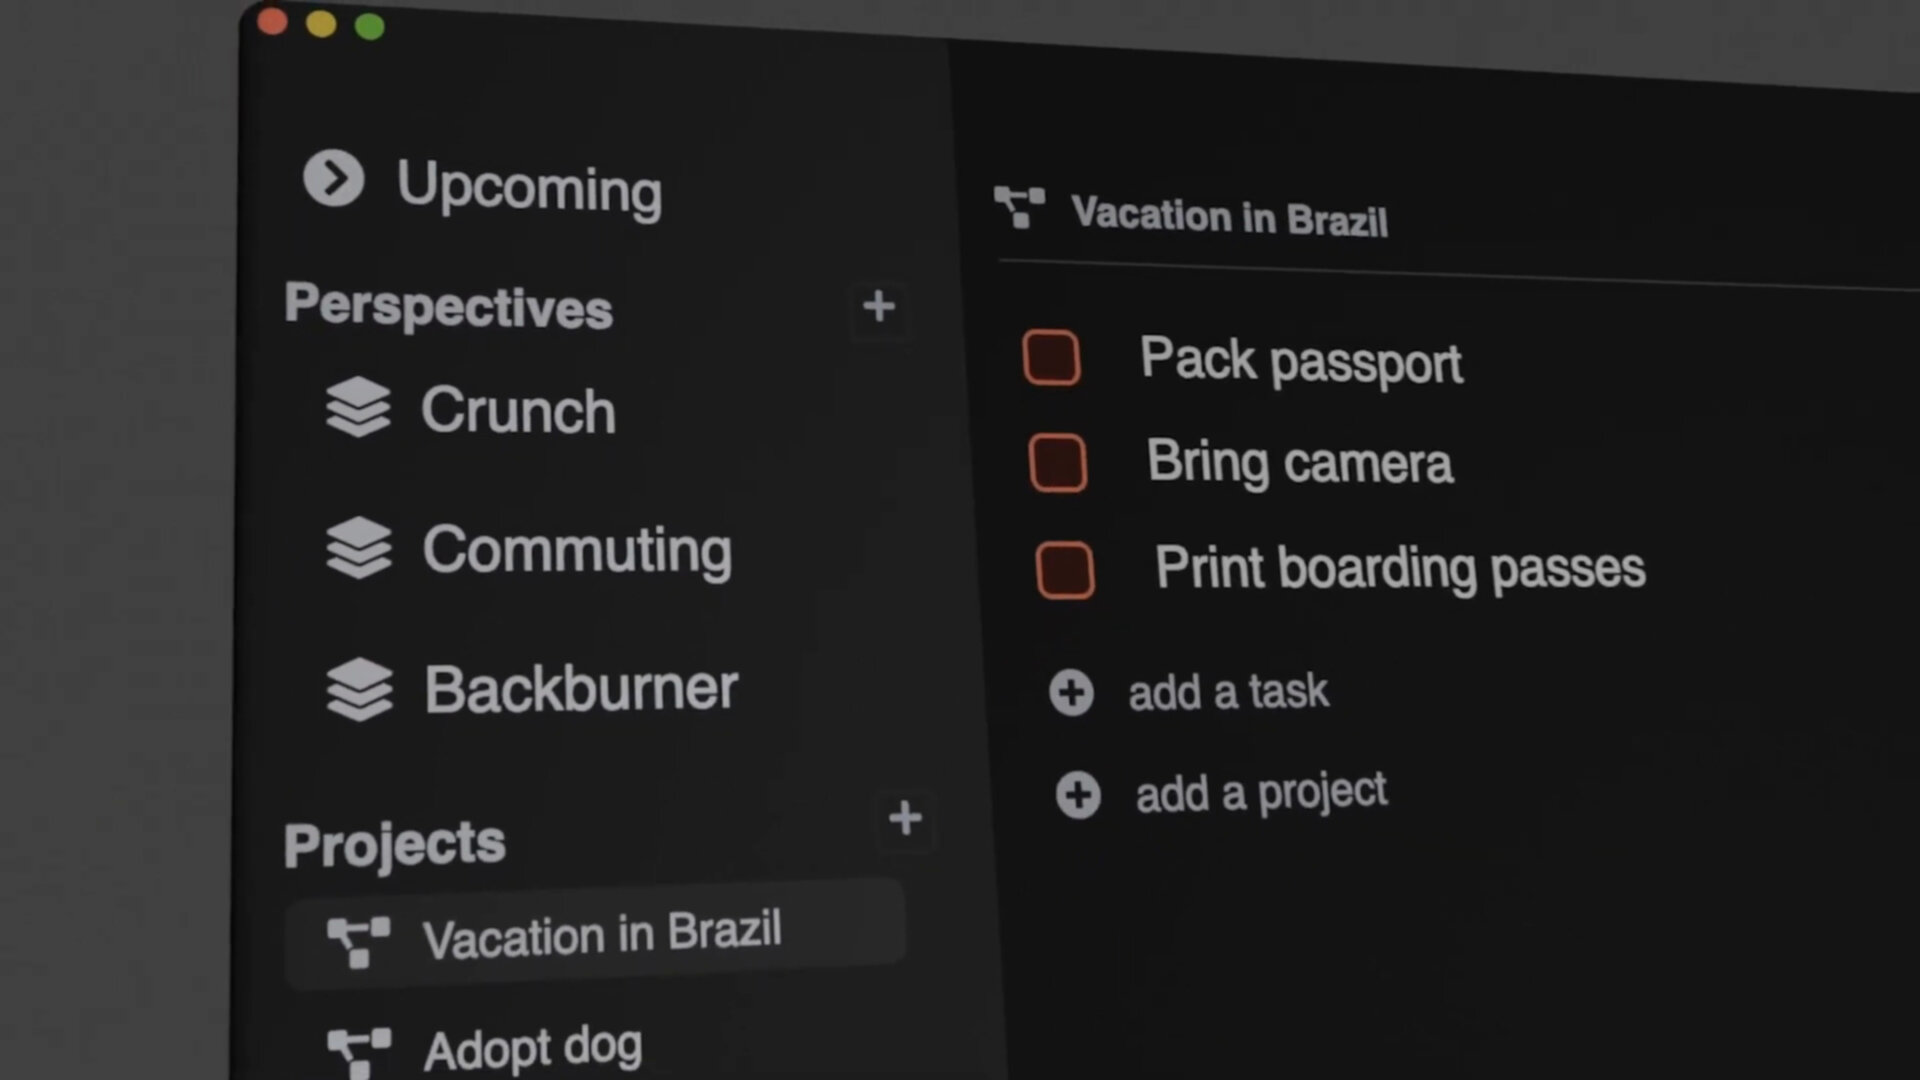 Upcoming
Perspectives
Crunch
Commuting
Backburner
Projects
Vacation in Brazil
Adopt dog
Vacation in Brazil
Pack passport
Bring camera
Print boarding passes
add a task
add a project